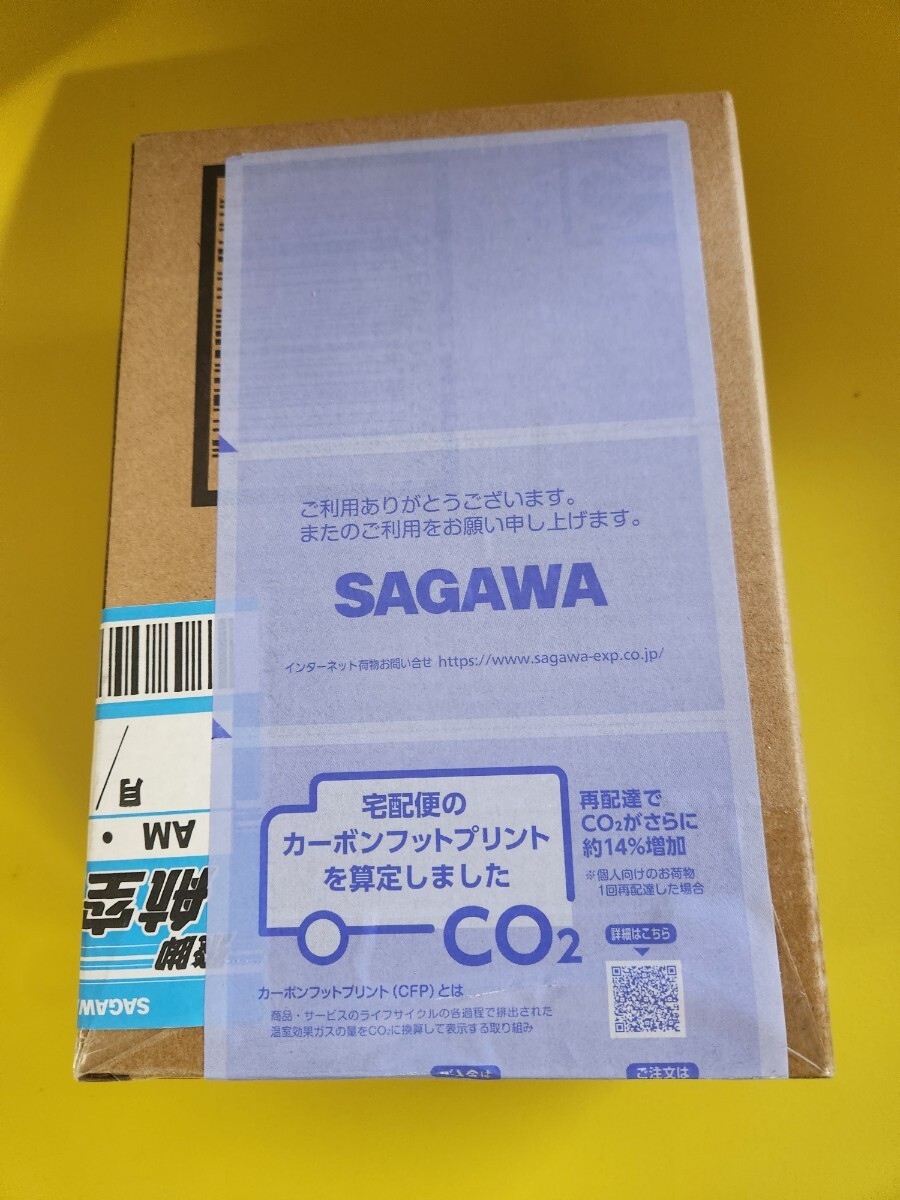 ご利用ありがとうございます。
またのご利用をお願い申し上げます。
SAGAWA
インターネット荷物お問い合せ https://www.sagawa-exp.co.jp/
宅配便の
カーボンフットプリント
を算定しました
CO₂
再配達で
CO₂がさらに
約14%増加
※個人向けのお荷物
1回再配達した場合
詳細はこちら
カーボンフットプリント(CFP)とは
商品・サービスのライフサイクルの各過程で排出された
温室効果ガスの量をCO₂に換算して表示する取り組み
ご注文は
月/
AM・
航空
SAGAW